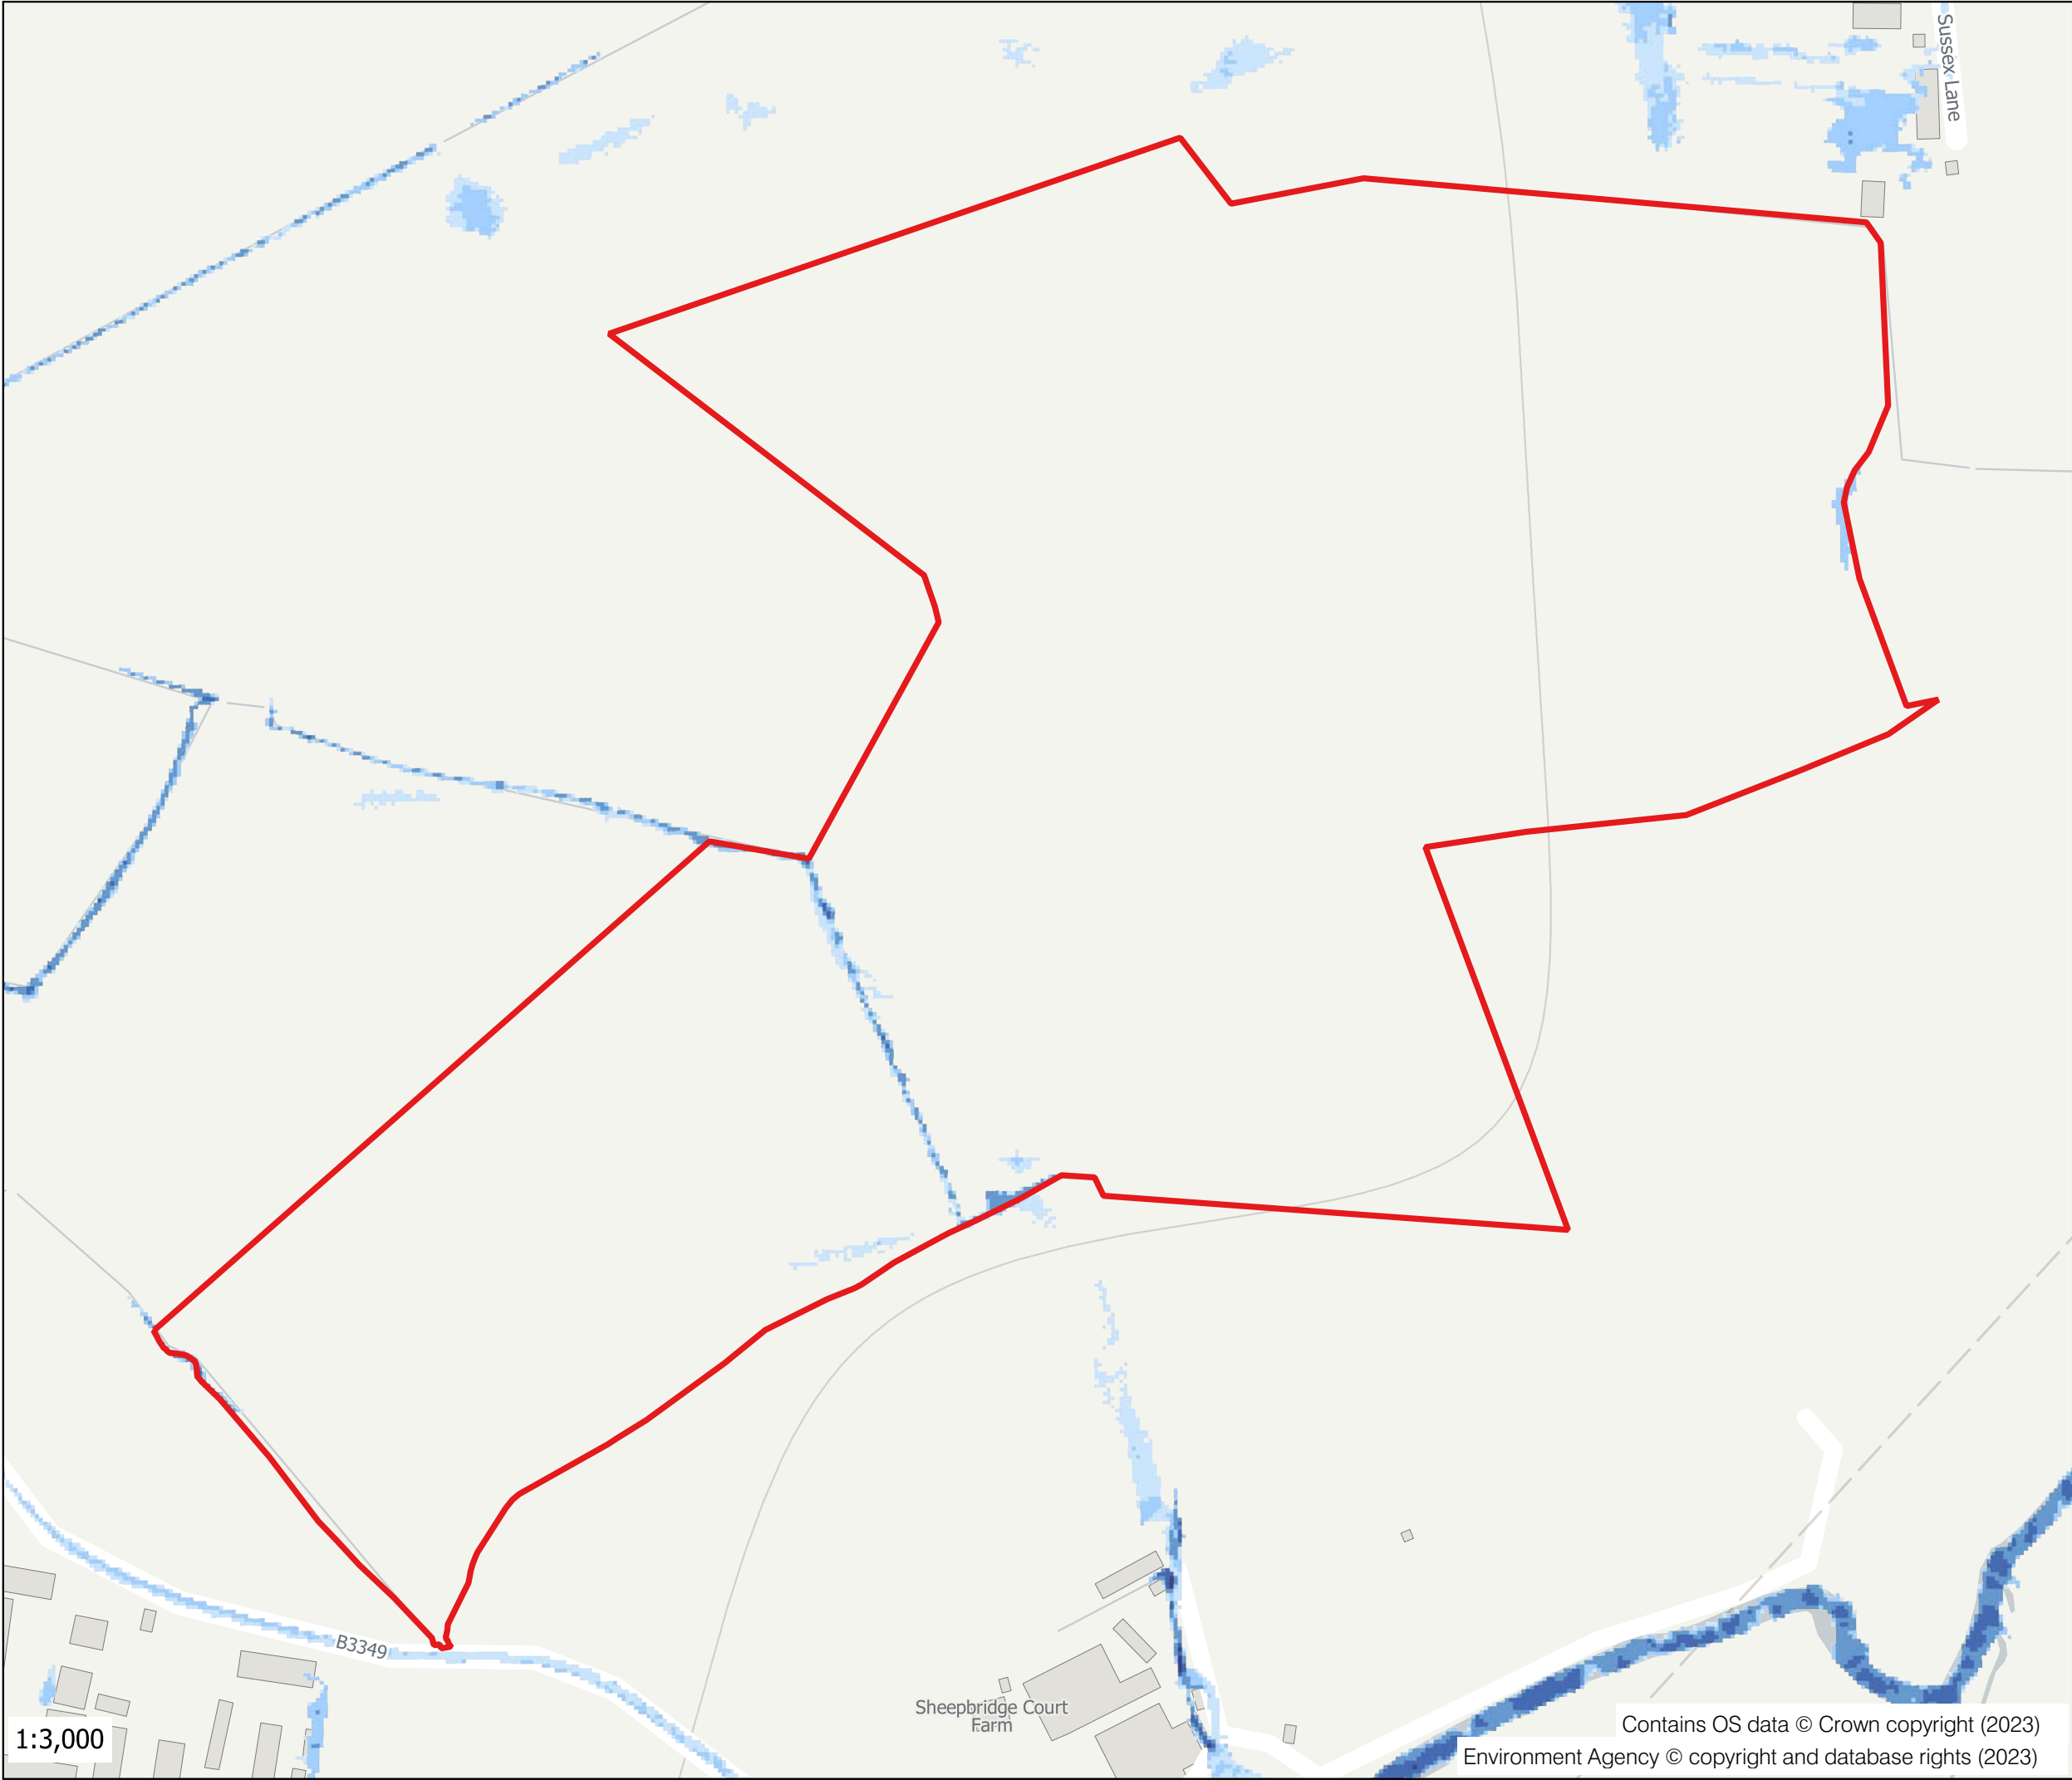 Sussex Lane
B3349
Sheepbridge Court
Farm
1:3,000
Contains OS data © Crown copyright (2023)
Environment Agency © copyright and database rights (2023)